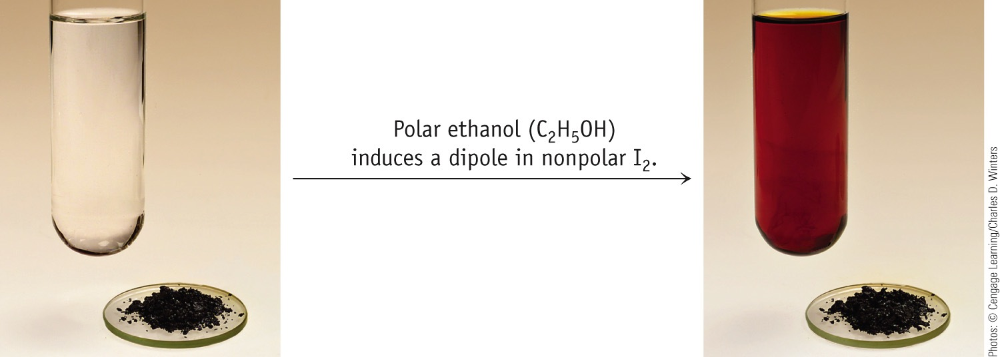 Polar ethanol (C₂H₅OH)
induces a dipole in nonpolar I₂.
Photos: © Cengage Learning/Charles D. Winters